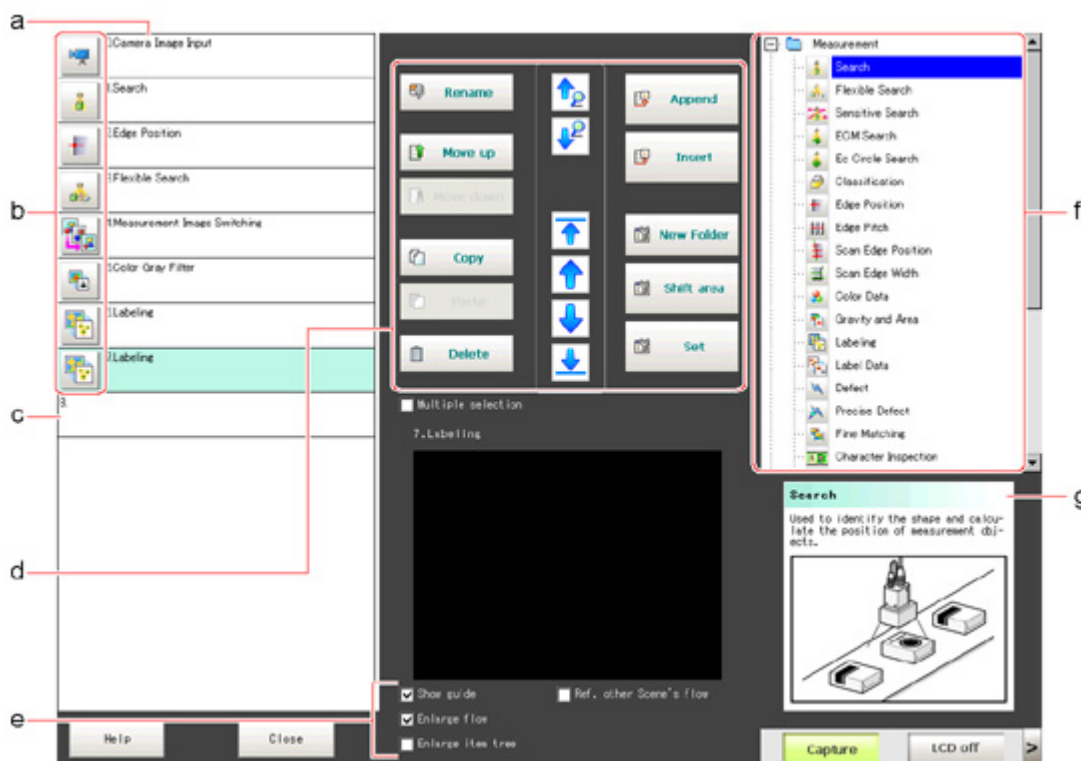 a
b
c
d
e
f
g
0.Camera Image Input
1.Search
2.Edge Position
3.Flexible Search
4.Measurement Image Switching
5.Color Gray Filter
6.Labeling
7.Labeling
8.
Rename
Move up
Move down
Copy
Delete
Append
Insert
New Folder
Shift area
Set
Multiple selection
7.Labeling
Show guide
Ref. other Scene's flow
Enlarge flow
Enlarge item tree
Help
Close
Measurement
Search
Flexible Search
Sensitive Search
ECM Search
Ec Circle Search
Classification
Edge Position
Edge Pitch
Scan Edge Position
Scan Edge Width
Color Data
Gravity and Area
Labeling
Label Data
Defect
Precise Defect
Fine Matching
Character Inspection
Search
Used to identify the shape and calcu-
late the position of measurement obj-
ects.
Capture
LCD off
>